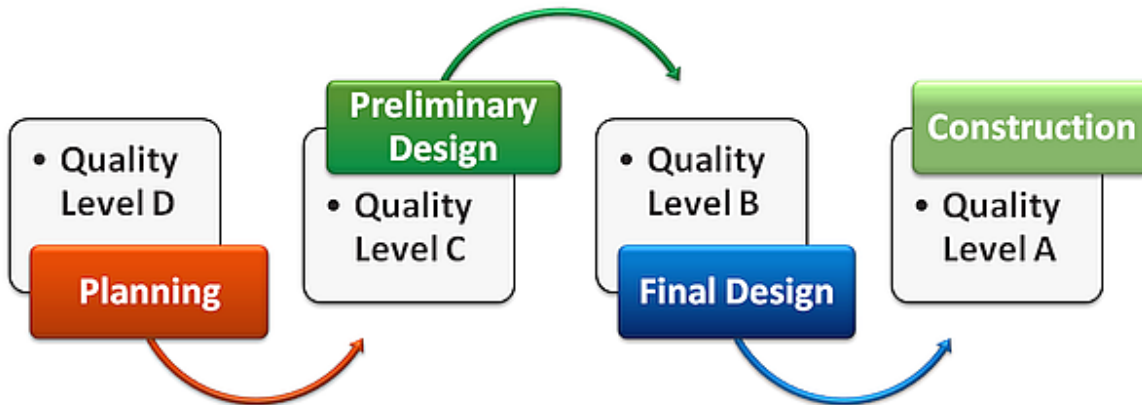 • Quality
Level D
Planning
Preliminary
Design
• Quality
Level C
• Quality
Level B
Final Design
Construction
• Quality
Level A